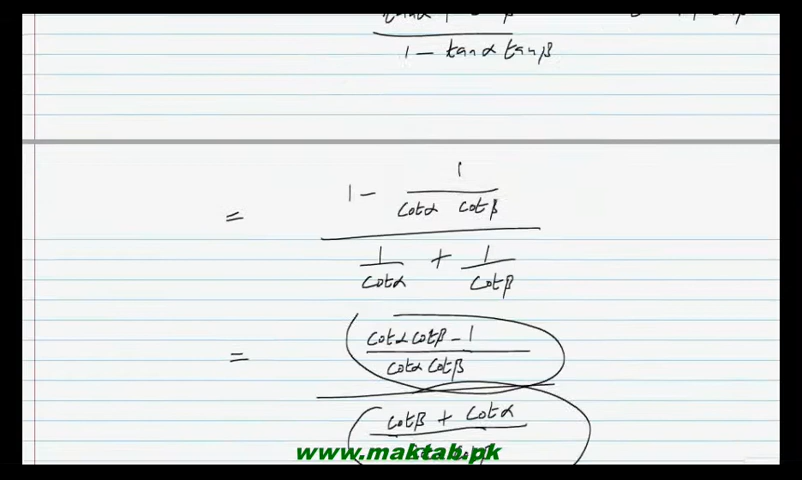 tanα
1 - tanα tanβ
1 - 1
cotα cotβ
=
1 + 1
cotα cotβ
cotα cotβ - 1
=
cotα cotβ
cotβ + cotα
www.maktab.pk